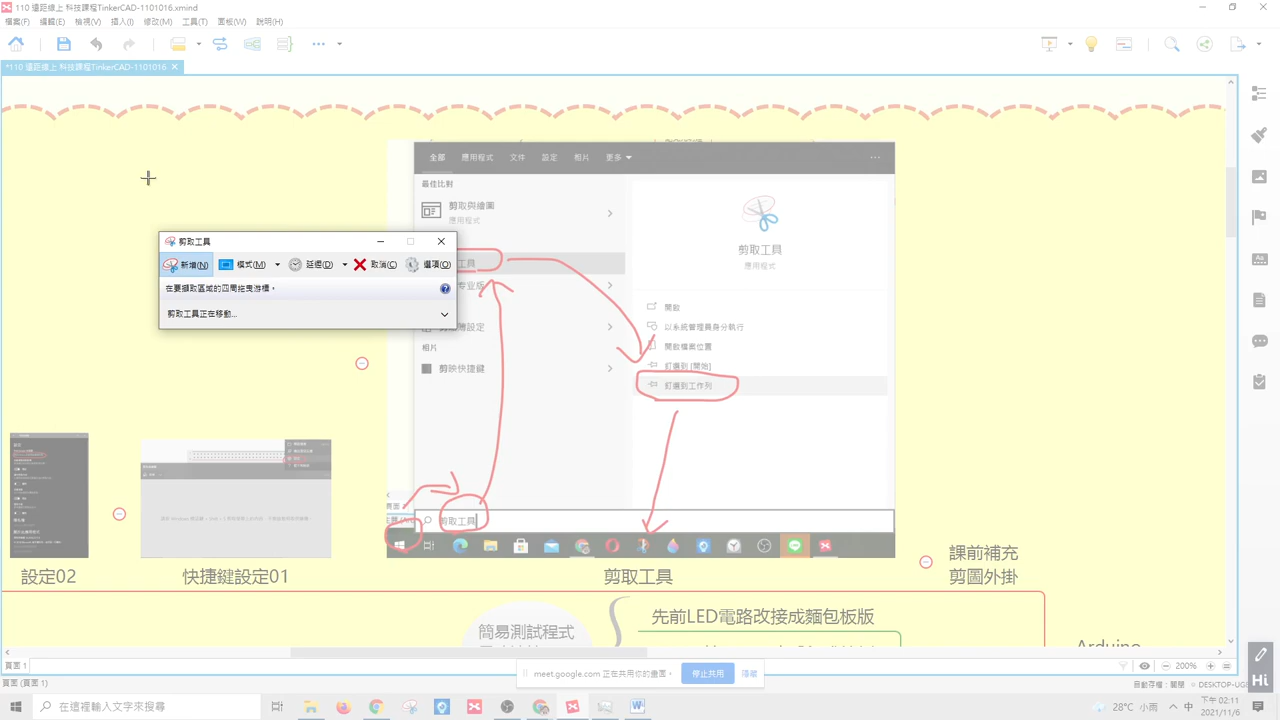 110 遠距線上 科技課程TinkerCAD-1101016.xmind
檔案(F) 編輯(E) 檢視(V) 插入(I) 修改(M) 工具(T) 面板(W) 說明(H)
*110 遠距線上 科技課程TinkerCAD-1101016
全部 應用程式 文件 設定 相片 更多
最佳比對
剪取與繪圖
應用程式
工具
专业版
設定
相片
剪映快捷鍵
剪取工具
應用程式
開啟
以系統管理員身分執行
開啟檔案位置
釘選到 [開始]
釘選到工作列
剪取工具
新增(N) 模式(M) 延遲(D) 取消(C) 選項(O)
在要擷取區域的四周拖曳游標。
剪取工具正在移動...
頁面
剪取工具
設定02
快捷鍵設定01
剪取工具
課前補充
剪圖外掛
先前LED電路改接成麵包板版
簡易測試程式
Arduino
頁面 1
200%
meet.google.com 正在共用你的畫面。 停止共用 隱藏
頁面 (頁面 1)
自動存檔：關閉
Hi
在這裡輸入文字來搜尋
28°C 小雨
中
下午 02:11
2021/11/6